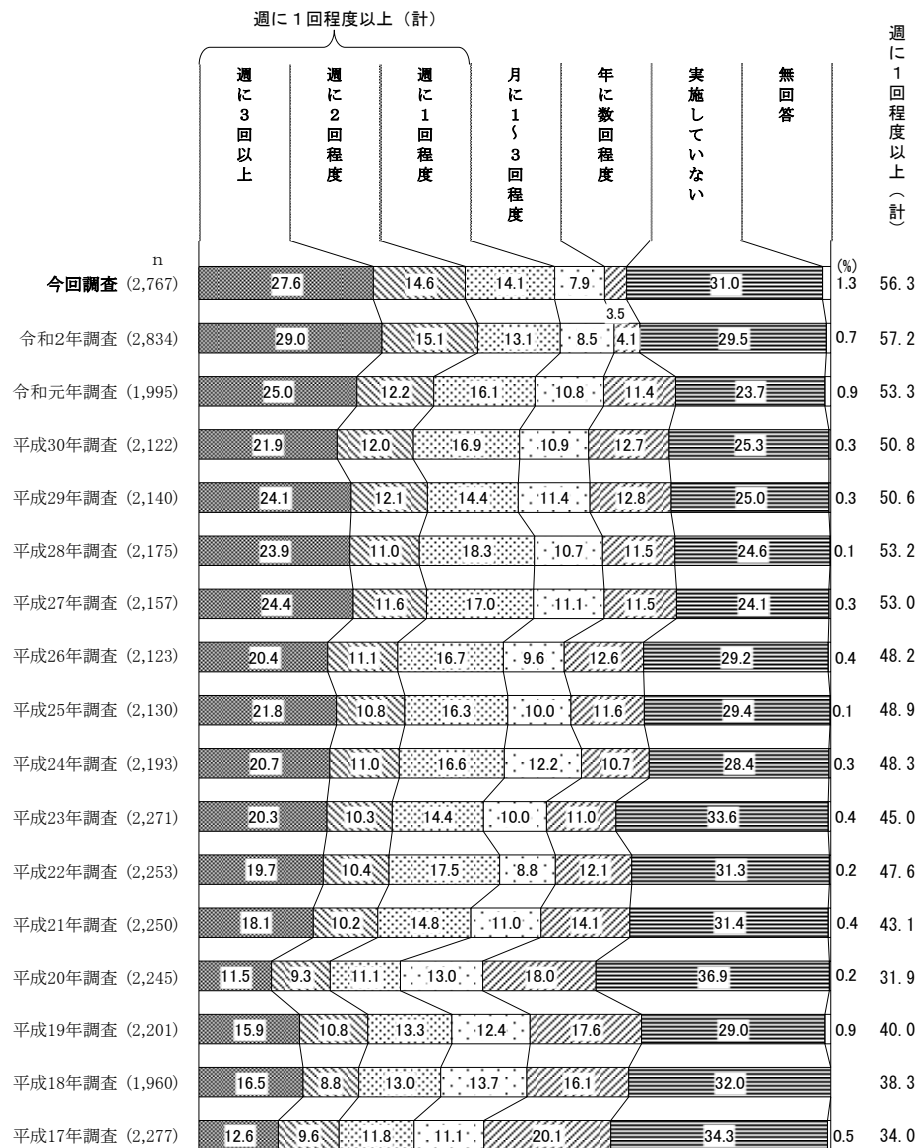 週に１回程度以上（計）
週に３回以上
週に２回程度
週に１回程度
月に１～３回程度
年に数回程度
実施していない
無回答
週に１回程度以上（計）
n
(%)
今回調査 (2,767) 27.6 14.6 14.1 7.9 3.5 31.0 1.3 56.3
令和2年調査 (2,834) 29.0 15.1 13.1 8.5 4.1 29.5 0.7 57.2
令和元年調査 (1,995) 25.0 12.2 16.1 10.8 11.4 23.7 0.9 53.3
平成30年調査 (2,122) 21.9 12.0 16.9 10.9 12.7 25.3 0.3 50.8
平成29年調査 (2,140) 24.1 12.1 14.4 11.4 12.8 25.0 0.3 50.6
平成28年調査 (2,175) 23.9 11.0 18.3 10.7 11.5 24.6 0.1 53.2
平成27年調査 (2,157) 24.4 11.6 17.0 11.1 11.5 24.1 0.3 53.0
平成26年調査 (2,123) 20.4 11.1 16.7 9.6 12.6 29.2 0.4 48.2
平成25年調査 (2,130) 21.8 10.8 16.3 10.0 11.6 29.4 0.1 48.9
平成24年調査 (2,193) 20.7 11.0 16.6 12.2 10.7 28.4 0.3 48.3
平成23年調査 (2,271) 20.3 10.3 14.4 10.0 11.0 33.6 0.4 45.0
平成22年調査 (2,253) 19.7 10.4 17.5 8.8 12.1 31.3 0.2 47.6
平成21年調査 (2,250) 18.1 10.2 14.8 11.0 14.1 31.4 0.4 43.1
平成20年調査 (2,245) 11.5 9.3 11.1 13.0 18.0 36.9 0.2 31.9
平成19年調査 (2,201) 15.9 10.8 13.3 12.4 17.6 29.0 0.9 40.0
平成18年調査 (1,960) 16.5 8.8 13.0 13.7 16.1 32.0 38.3
平成17年調査 (2,277) 12.6 9.6 11.8 11.1 20.1 34.3 0.5 34.0